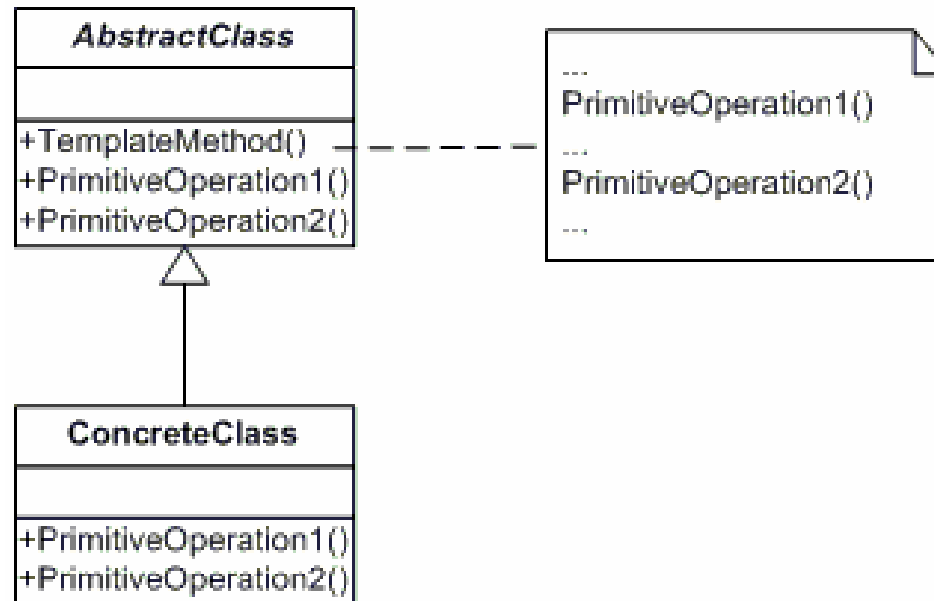 AbstractClass
+TemplateMethod()
+PrimitiveOperation1()
+PrimitiveOperation2()
...
PrimitiveOperation1()
...
PrimitiveOperation2()
...
ConcreteClass
+PrimitiveOperation1()
+PrimitiveOperation2()